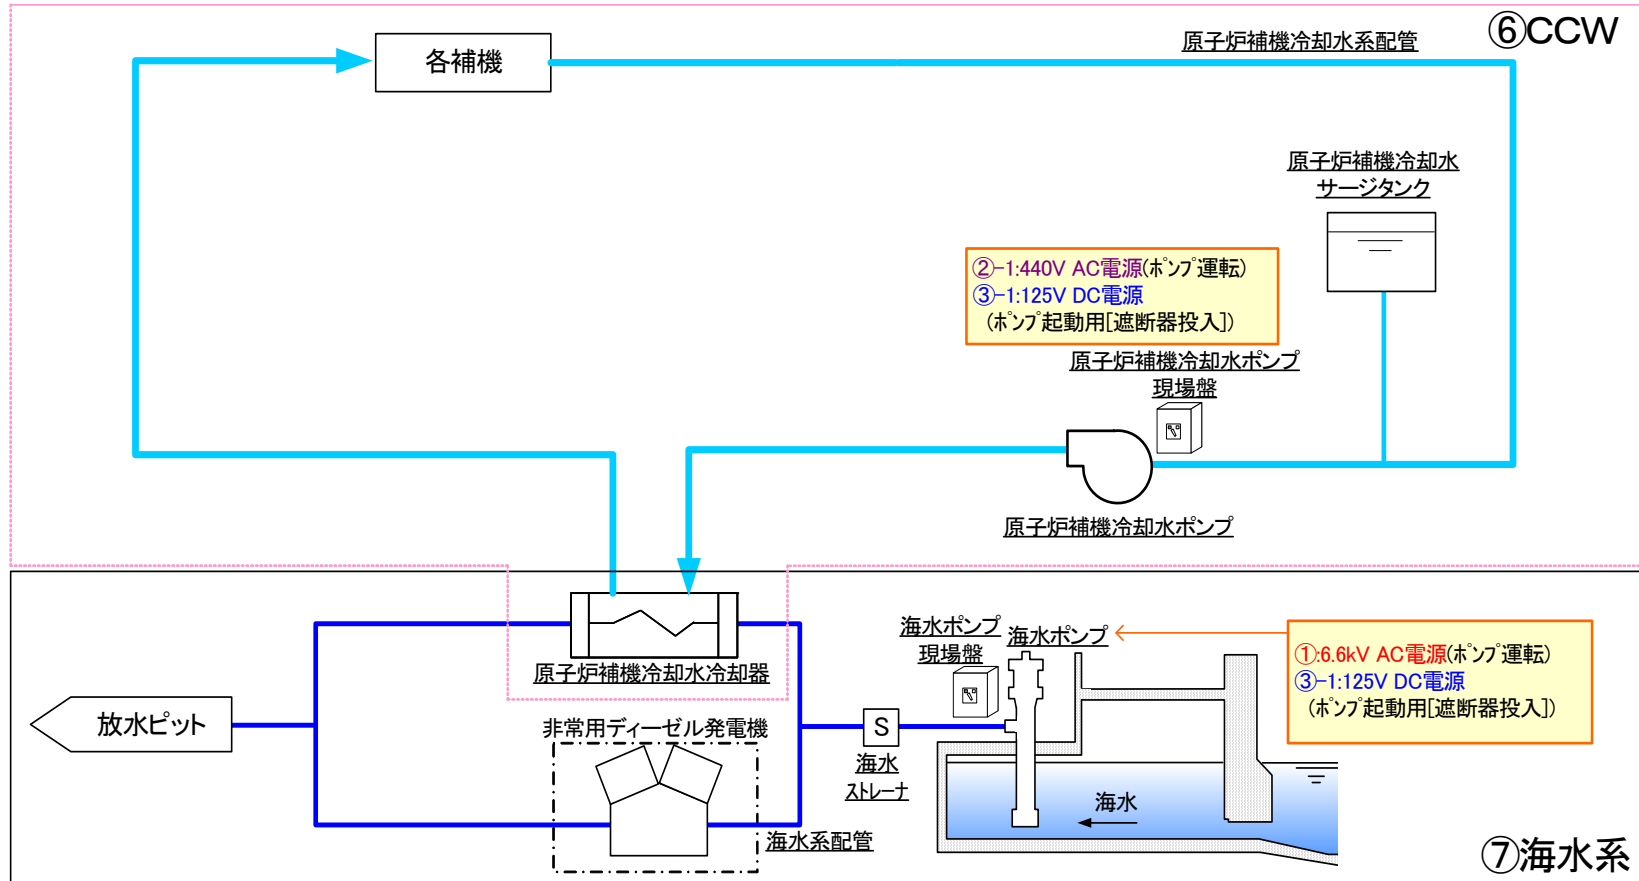 ⑥CCW
原子炉補機冷却水系配管
各補機
原子炉補機冷却水
サージタンク
②-1:440V AC電源(ﾎﾟﾝﾌﾟ運転)
③-1:125V DC電源
(ﾎﾟﾝﾌﾟ起動用[遮断器投入])
原子炉補機冷却水ポンプ
現場盤
原子炉補機冷却水ポンプ
海水ポンプ
現場盤
海水ポンプ
①:6.6kV AC電源(ﾎﾟﾝﾌﾟ運転)
③-1:125V DC電源
(ﾎﾟﾝﾌﾟ起動用[遮断器投入])
原子炉補機冷却水冷却器
放水ピット
非常用ディーゼル発電機
S
海水
ｽﾄﾚｰﾅ
海水
海水系配管
⑦海水系